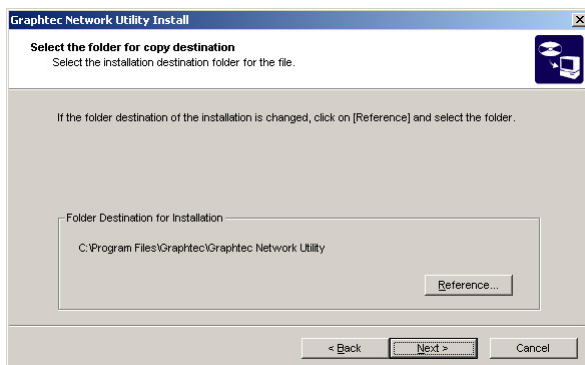 Graphtec Network Utility Install
Select the folder for copy destination
Select the installation destination folder for the file.
If the folder destination of the installation is changed, click on [Reference] and select the folder.
Folder Destination for Installation
C:\Program Files\Graphtec\Graphtec Network Utility
Reference...
< Back Next > Cancel